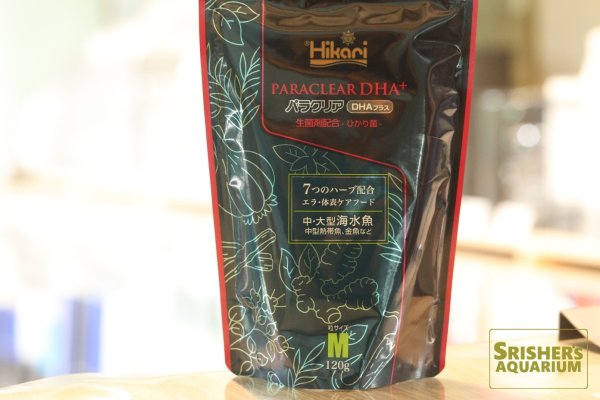 Hikari
PARACLEAR DHA+
パラクリア DHAプラス
生菌剤配合 - ひかり菌 -
7つのハーブ配合
エラ・体表ケアフード
中・大型海水魚
中型熱帯魚、金魚など
粒サイズ
M
120g
SRISHERS
AQUARIUM